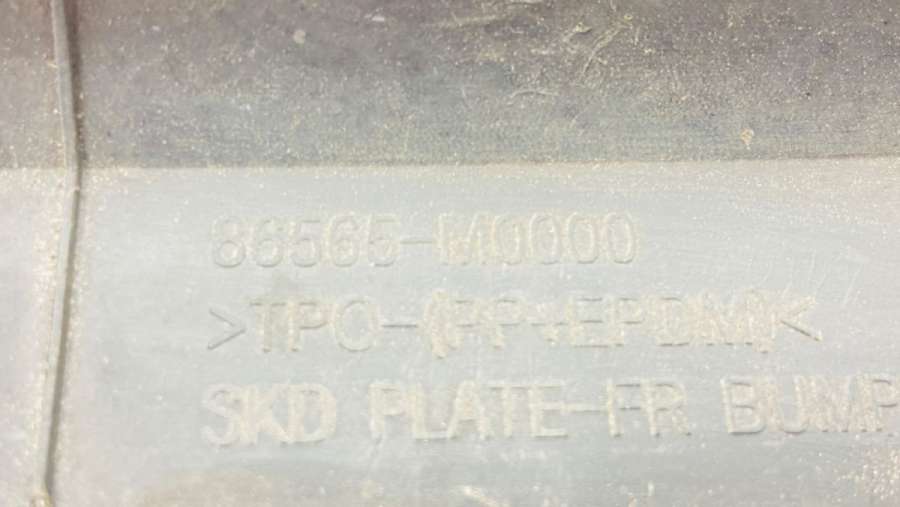 86565-M0000
>TPO-(PP+EPDM)<
SKD PLATE-FR BUMP